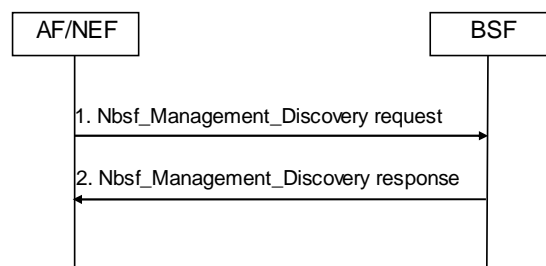 AF/NEF
BSF
1. Nbsf_Management_Discovery request
2. Nbsf_Management_Discovery response